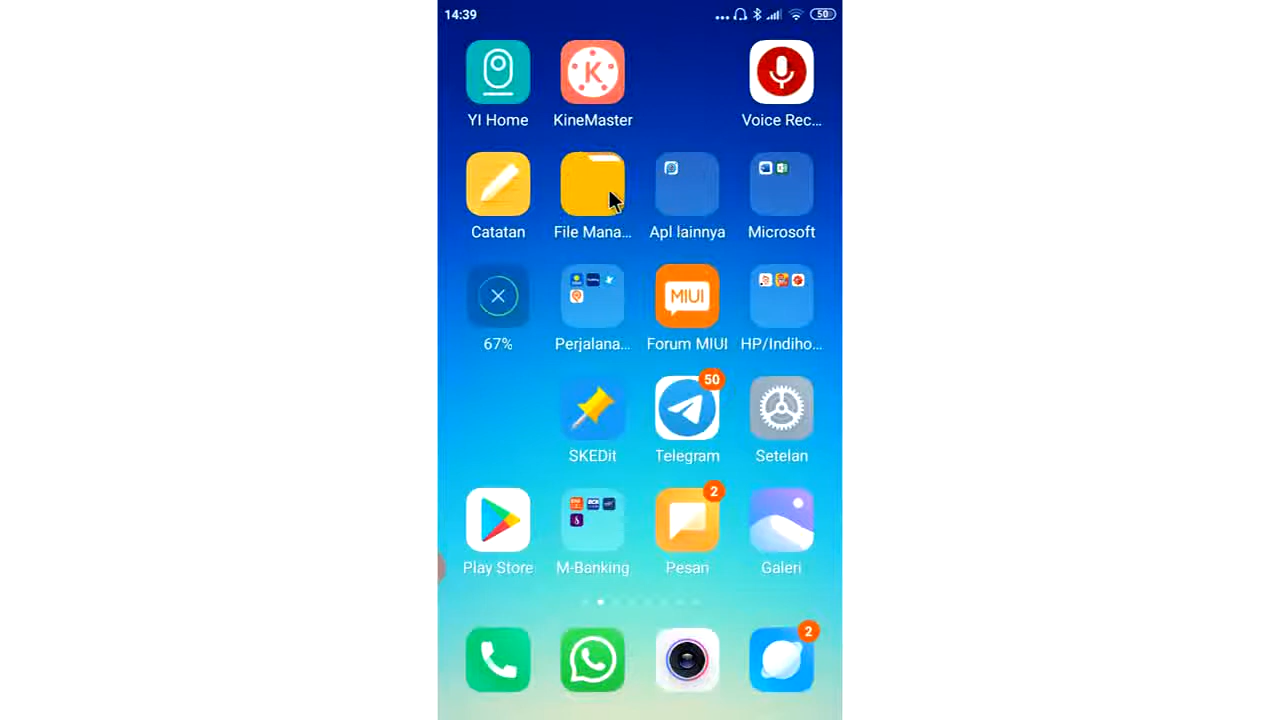 14:39
50
YI Home
KineMaster
Voice Rec...
Catatan
File Mana...
Apl lainnya
Microsoft
67%
Perjalana...
MIUI
Forum MIUI
HP/Indiho...
50
SKEDit
Telegram
Setelan
2
Play Store
M-Banking
Pesan
Galeri
2